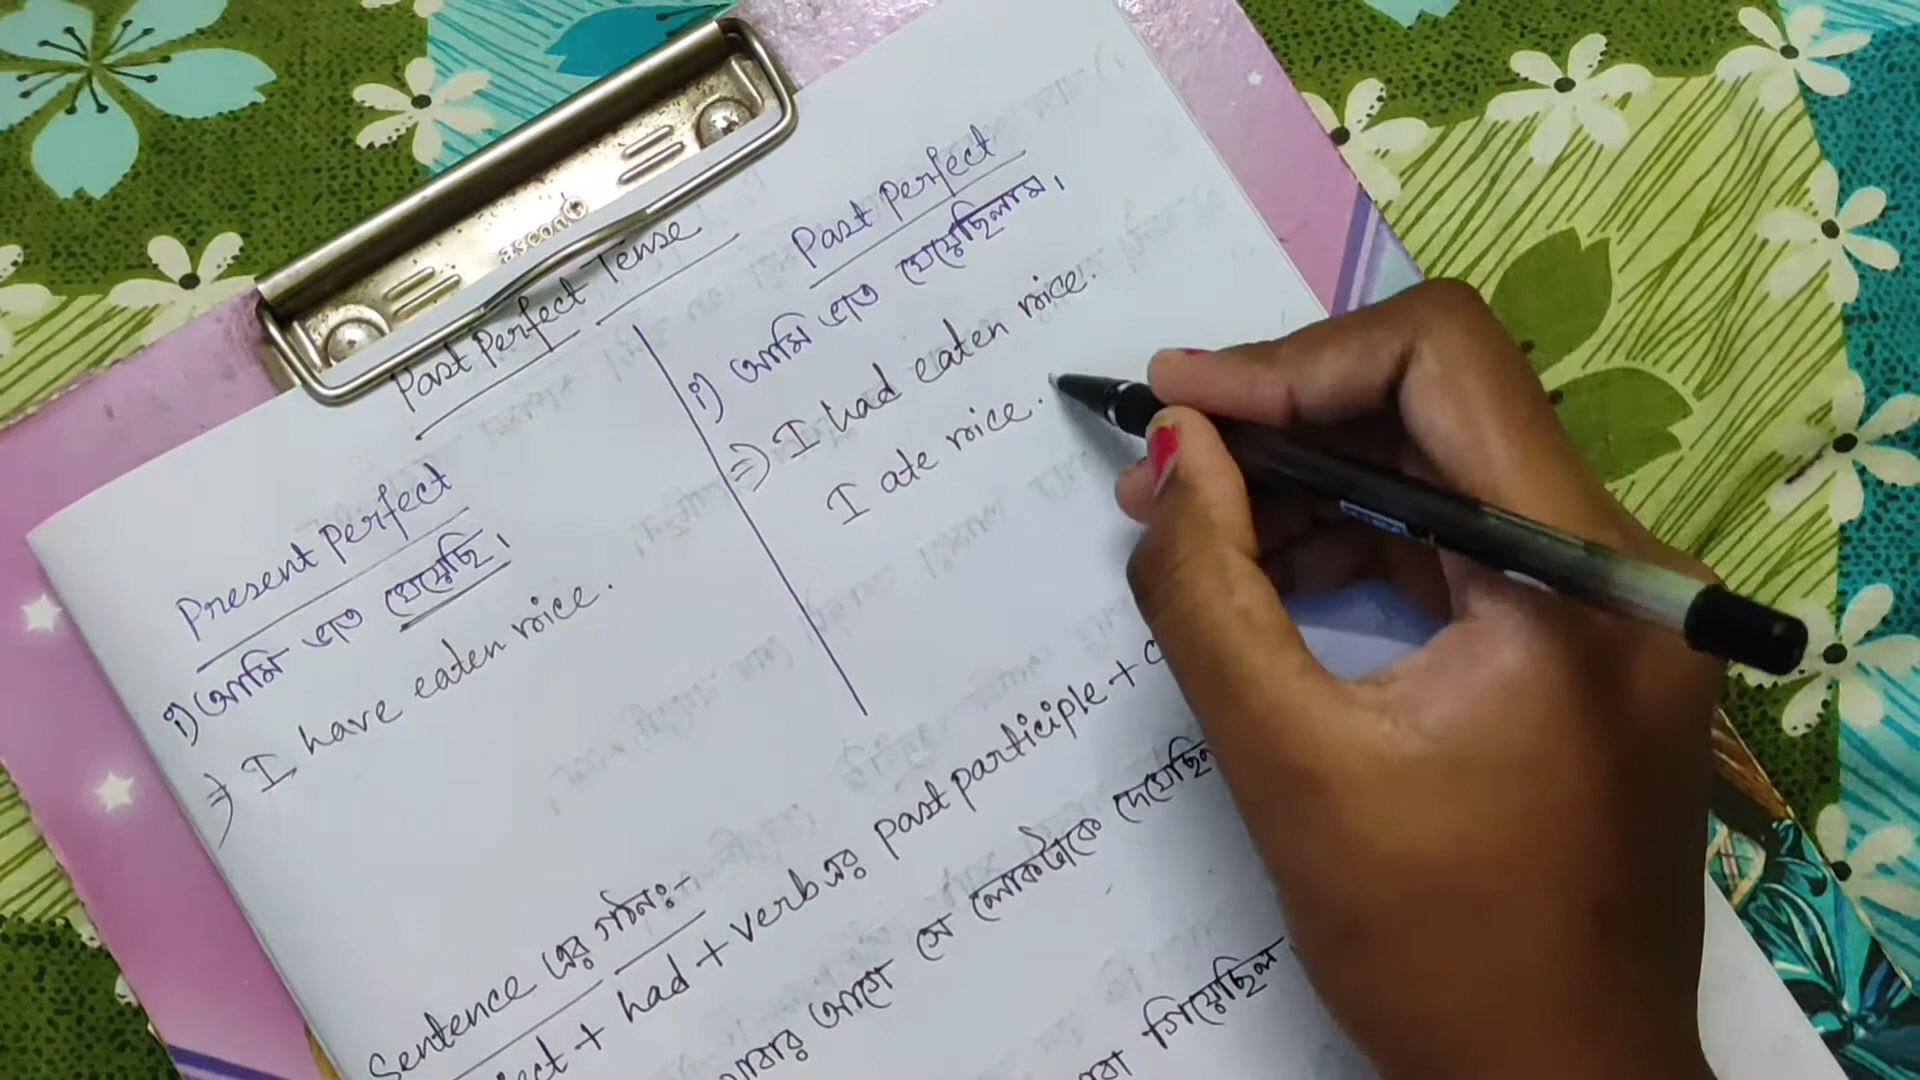 ascent
Past Perfect Tense
Present Perfect
i) আমি ভাত খেয়েছি।
⇒ I have eaten rice.
Past Perfect
i) আমি ভাত খেয়েছিলাম।
⇒ I had eaten rice.
I ate rice.
Sentence এর গঠনঃ-
+ had + verb এর past participle +
আগে সে লোকটাকে
গিয়েছিল